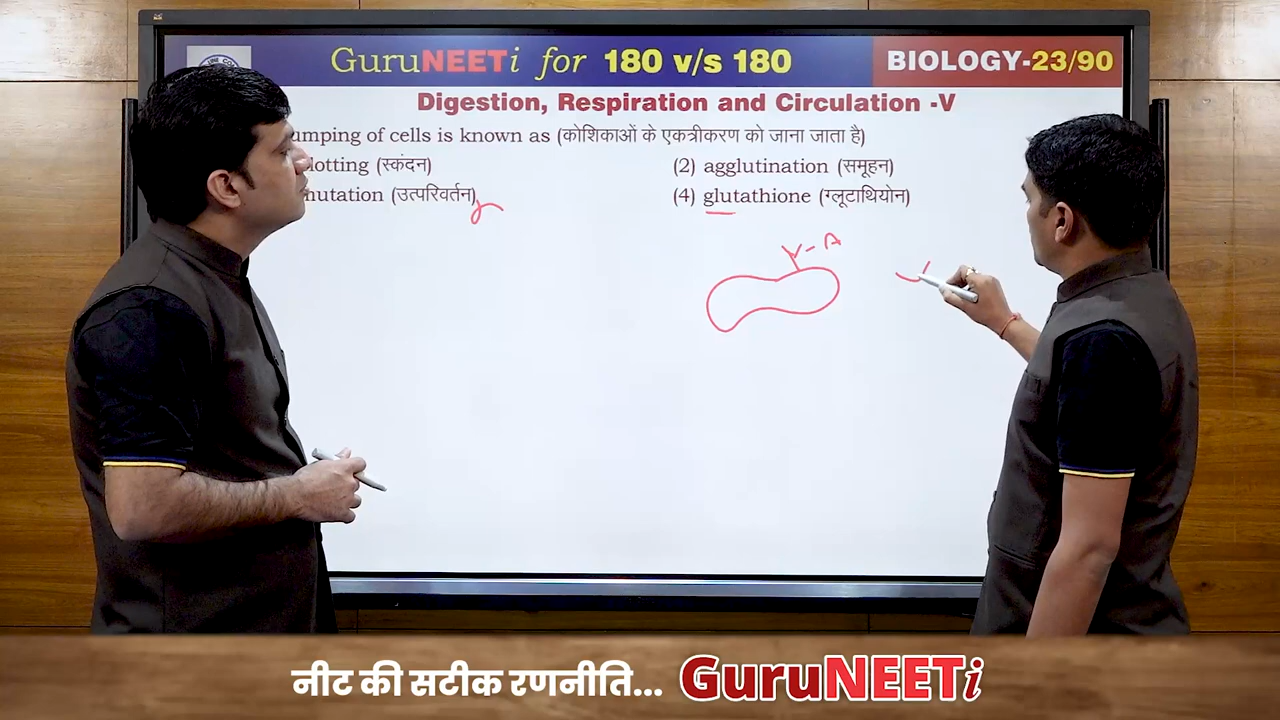 GuruNEETi for 180 v/s 180
BIOLOGY-23/90
Digestion, Respiration and Circulation -V
umping of cells is known as (कोशिकाओं के एकत्रीकरण को जाना जाता है)
lotting (स्कंदन)
(2) agglutination (समूहन)
mutation (उत्परिवर्तन)
(4) glutathione (ग्लूटाथियोन)
A
नीट की सटीक रणनीति... GuruNEETi